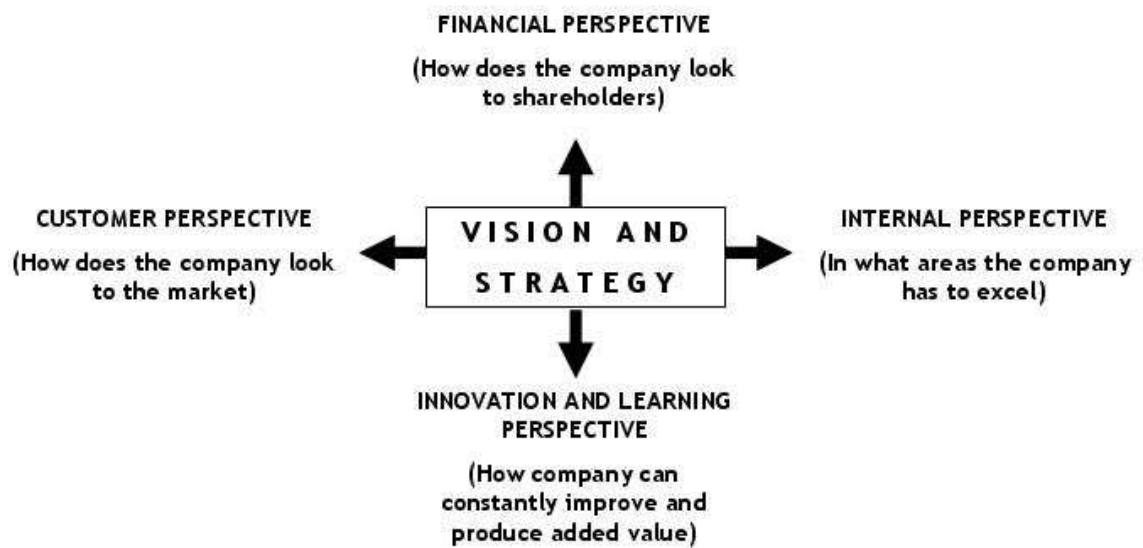 FINANCIAL PERSPECTIVE
(How does the company look
to shareholders)
CUSTOMER PERSPECTIVE
(How does the company look
to the market)
VISION AND
STRATEGY
INTERNAL PERSPECTIVE
(In what areas the company
has to excel)
INNOVATION AND LEARNING
PERSPECTIVE
(How company can
constantly improve and
produce added value)